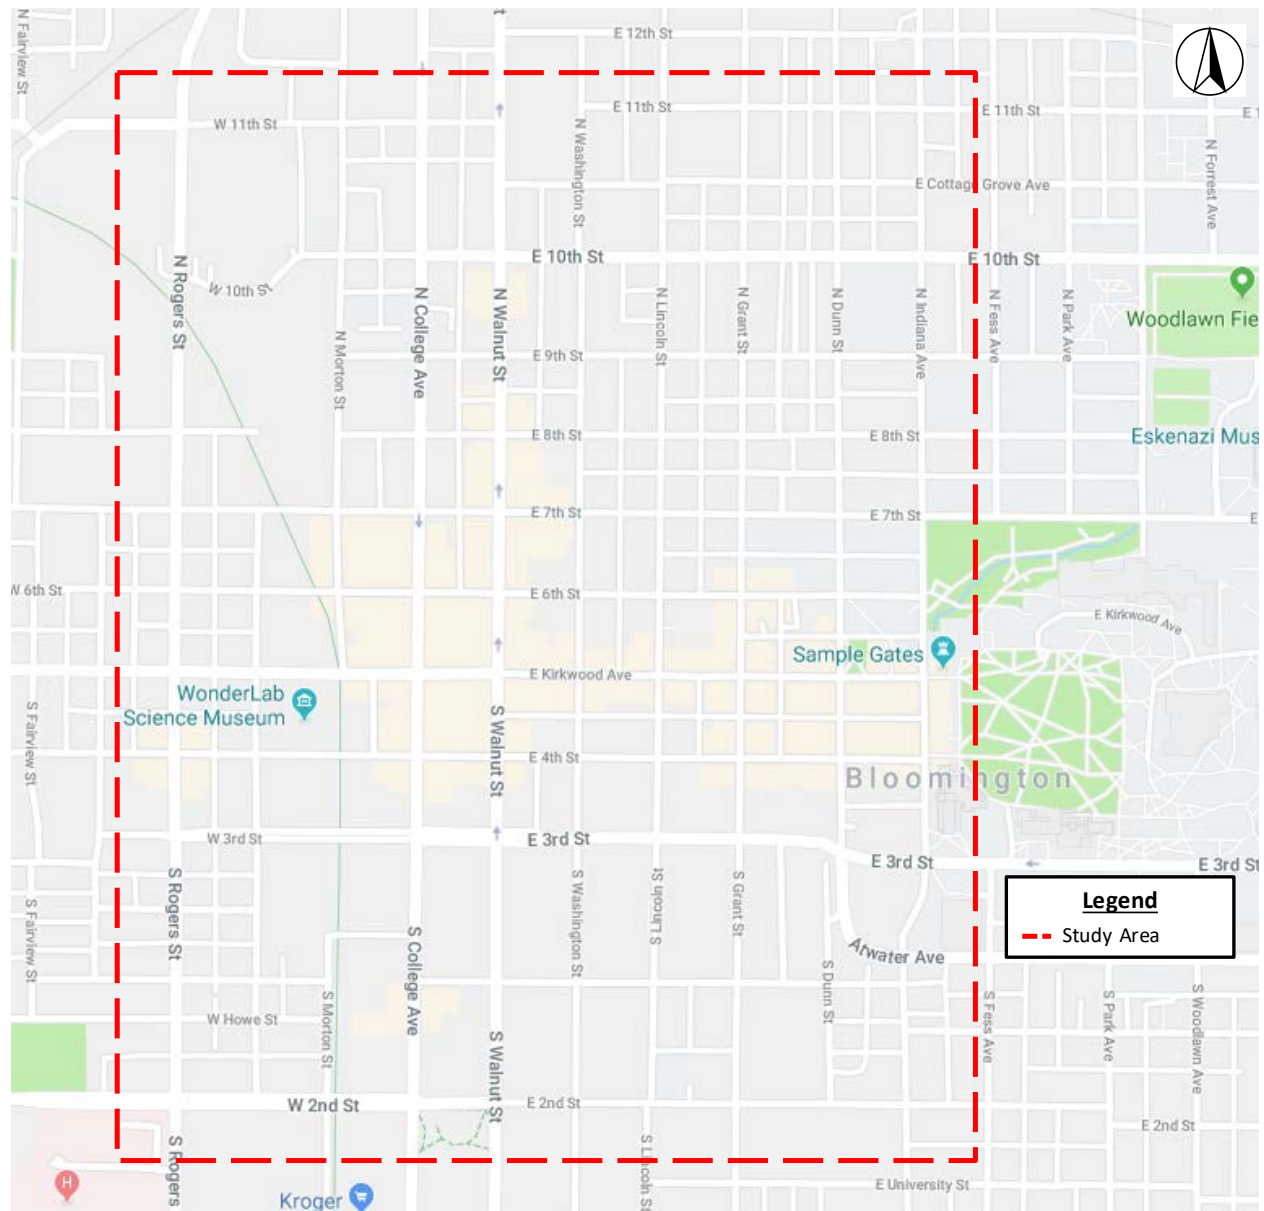 N Fairview St
E 12th St
E 11th St
E 11th St
E 1
W 11th St
N Washington St
N Forrest Ave
E Cottage Grove Ave
E 10th St
E 10th St
N Rogers St
W 10th St
N College Ave
N Walnut St
N Lincoln St
N Grant St
N Dunn St
N Indiana Ave
N Fess Ave
N Park Ave
Woodlawn Fie
N Morton St
E 9th St
E 8th St
E 8th St
Eskenazi Mus
E 7th St
E 7th St
E
W 6th St
E 6th St
E Kirkwood Ave
Sample Gates
E Kirkwood Ave
WonderLab
Science Museum
S Fairview St
S Walnut St
E 4th St
Bloomington
W 3rd St
E 3rd St
E 3rd St
E 3rd St
S Rogers St
S Fairview St
S Washington St
S Lincoln St
S Grant St
Legend
Study Area
S College Ave
Atwater Ave
S Dunn St
S Morton St
S Fess Ave
S Park Ave
S Woodlawn Ave
W Howe St
S Walnut St
W 2nd St
E 2nd St
E 2nd St
S Rogers
S Lincoln St
H
Kroger
E University St